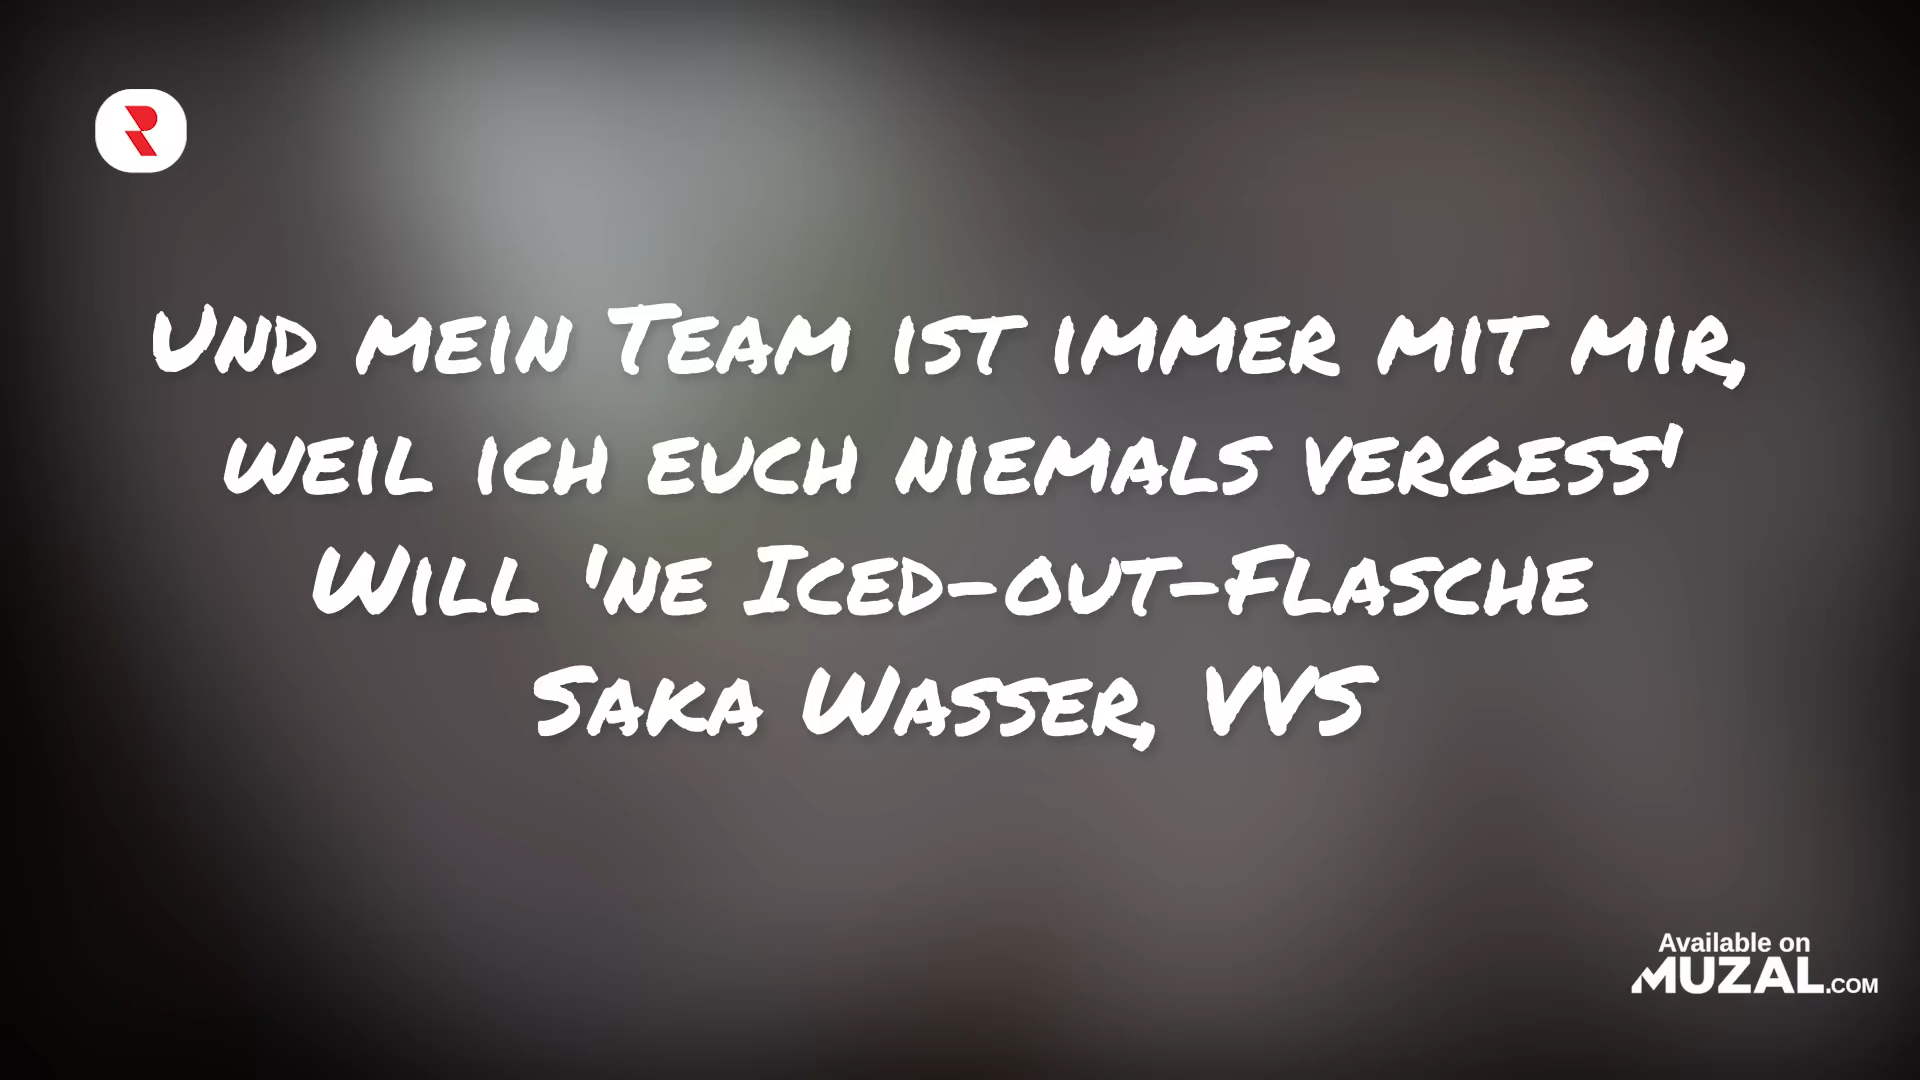 R
Und mein Team ist immer mit mir,
weil ich euch niemals vergess'
Will 'ne Iced-out-Flasche
Saka Wasser, VVS
Available on
MUZAL.COM